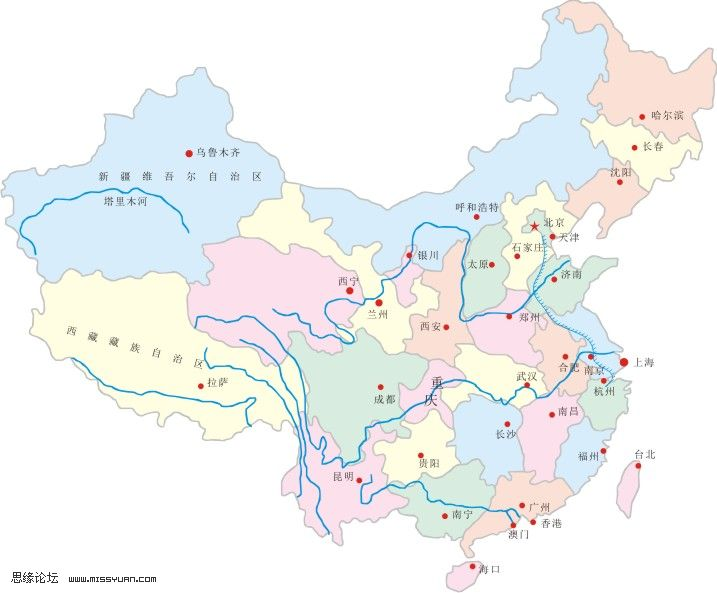 哈尔滨
长春
乌鲁木齐
新疆维吾尔自治区
沈阳
塔里木河
呼和浩特
北京
天津
石家庄
银川
太原
济南
西宁
兰州
郑州
西安
西藏藏族自治区
合肥
南京
上海
拉萨
成都
重庆
武汉
杭州
南昌
长沙
福州
台北
贵阳
昆明
广州
南宁
香港
澳门
海口
思缘论坛 www.missyuan.com